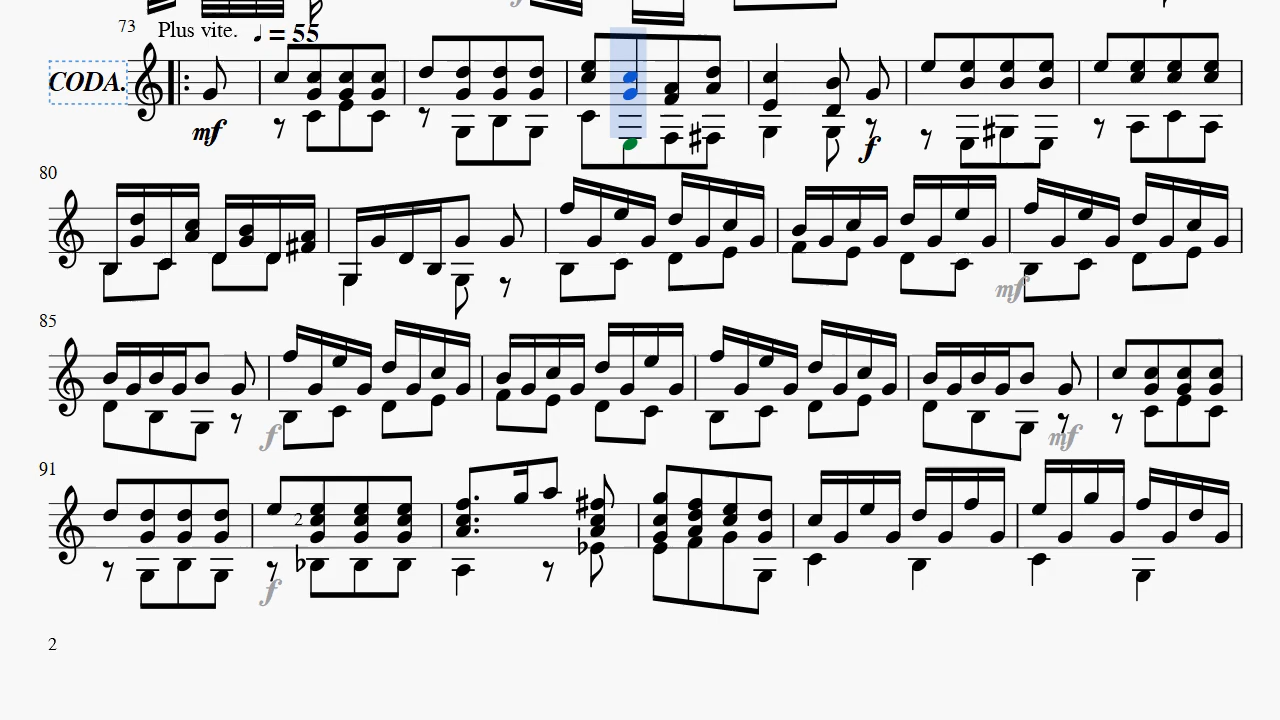 73 Plus vite. ♩ = 55
CODA.
mf
f
80
mf
85
f
mf
91
2
f
2